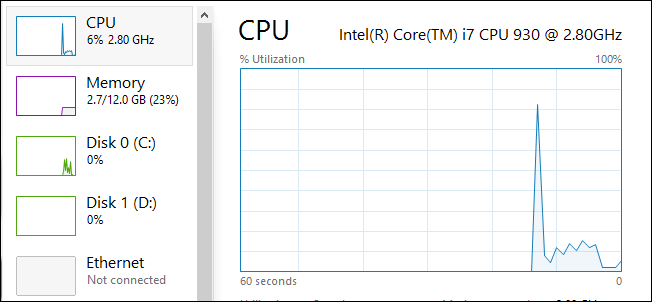 CPU
6% 2.80 GHz
Memory
2.7/12.0 GB (23%)
Disk 0 (C:)
0%
Disk 1 (D:)
0%
Ethernet
Not connected
CPU
Intel(R) Core(TM) i7 CPU 930 @ 2.80GHz
% Utilization
100%
60 seconds
0